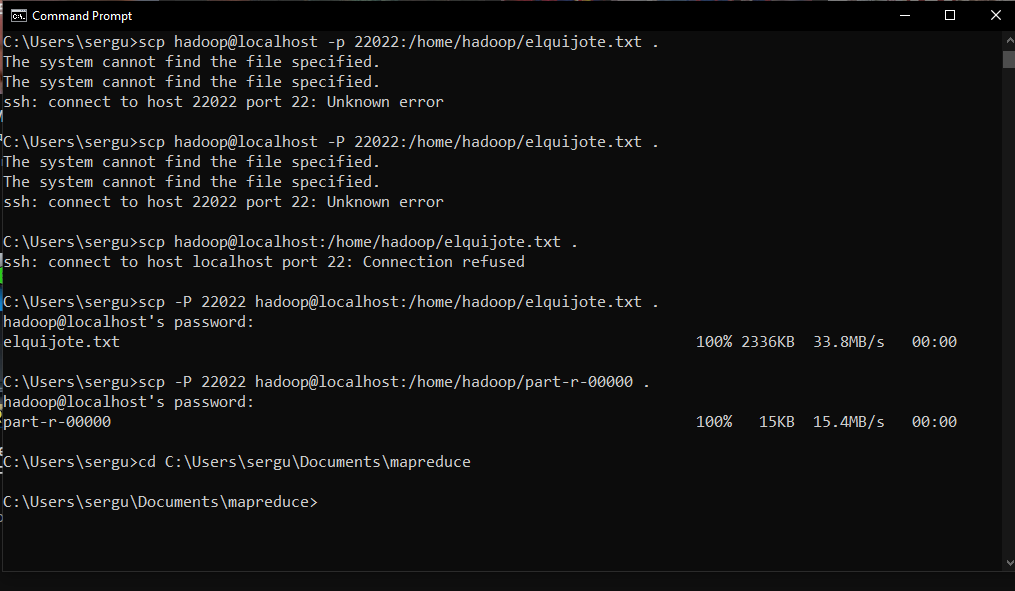 Command Prompt
C:\Users\sergu>scp hadoop@localhost -p 22022:/home/hadoop/elquijote.txt .
The system cannot find the file specified.
The system cannot find the file specified.
ssh: connect to host 22022 port 22: Unknown error
C:\Users\sergu>scp hadoop@localhost -P 22022:/home/hadoop/elquijote.txt .
The system cannot find the file specified.
The system cannot find the file specified.
ssh: connect to host 22022 port 22: Unknown error
C:\Users\sergu>scp hadoop@localhost:/home/hadoop/elquijote.txt .
ssh: connect to host localhost port 22: Connection refused
C:\Users\sergu>scp -P 22022 hadoop@localhost:/home/hadoop/elquijote.txt .
hadoop@localhost's password:
elquijote.txt 100% 2336KB 33.8MB/s 00:00
C:\Users\sergu>scp -P 22022 hadoop@localhost:/home/hadoop/part-r-00000 .
hadoop@localhost's password:
part-r-00000 100% 15KB 15.4MB/s 00:00
C:\Users\sergu>cd C:\Users\sergu\Documents\mapreduce
C:\Users\sergu\Documents\mapreduce>